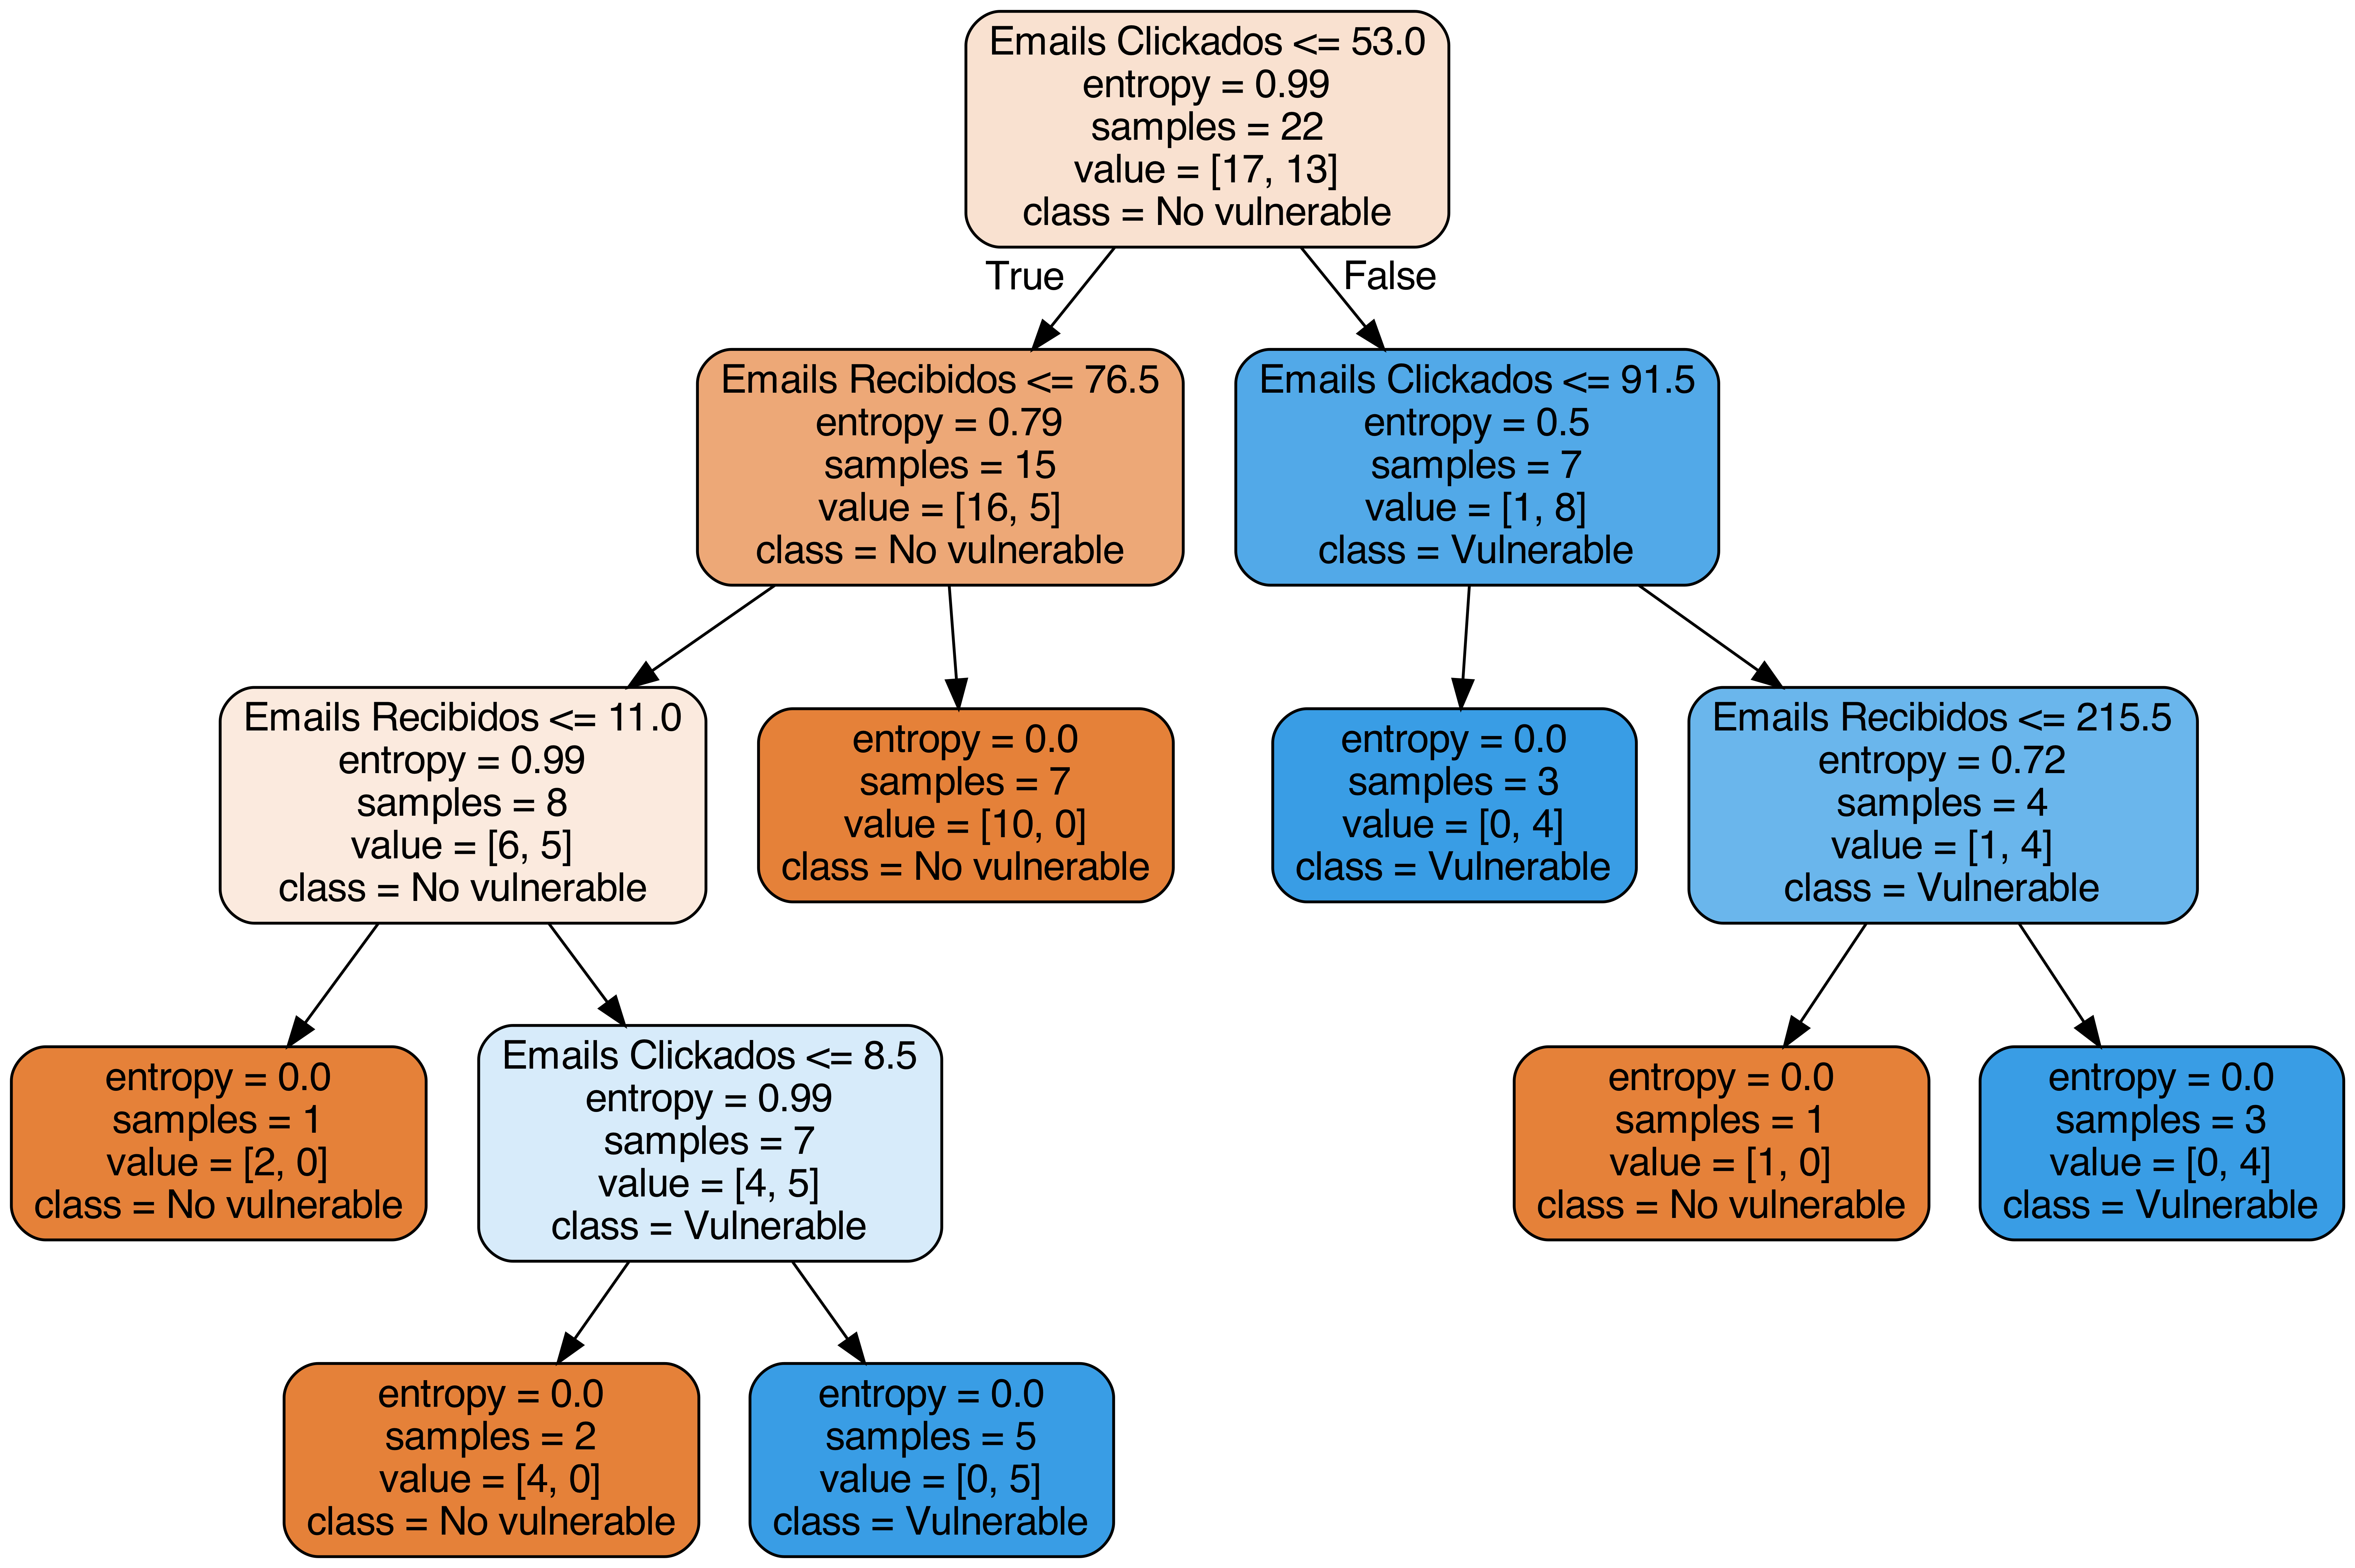 Emails Clickados <= 53.0
entropy = 0.99
samples = 22
value = [17, 13]
class = No vulnerable
True
False
Emails Recibidos <= 76.5
entropy = 0.79
samples = 15
value = [16, 5]
class = No vulnerable
Emails Clickados <= 91.5
entropy = 0.5
samples = 7
value = [1, 8]
class = Vulnerable
Emails Recibidos <= 11.0
entropy = 0.99
samples = 8
value = [6, 5]
class = No vulnerable
entropy = 0.0
samples = 7
value = [10, 0]
class = No vulnerable
entropy = 0.0
samples = 3
value = [0, 4]
class = Vulnerable
Emails Recibidos <= 215.5
entropy = 0.72
samples = 4
value = [1, 4]
class = Vulnerable
entropy = 0.0
samples = 1
value = [2, 0]
class = No vulnerable
Emails Clickados <= 8.5
entropy = 0.99
samples = 7
value = [4, 5]
class = Vulnerable
entropy = 0.0
samples = 1
value = [1, 0]
class = No vulnerable
entropy = 0.0
samples = 3
value = [0, 4]
class = Vulnerable
entropy = 0.0
samples = 2
value = [4, 0]
class = No vulnerable
entropy = 0.0
samples = 5
value = [0, 5]
class = Vulnerable